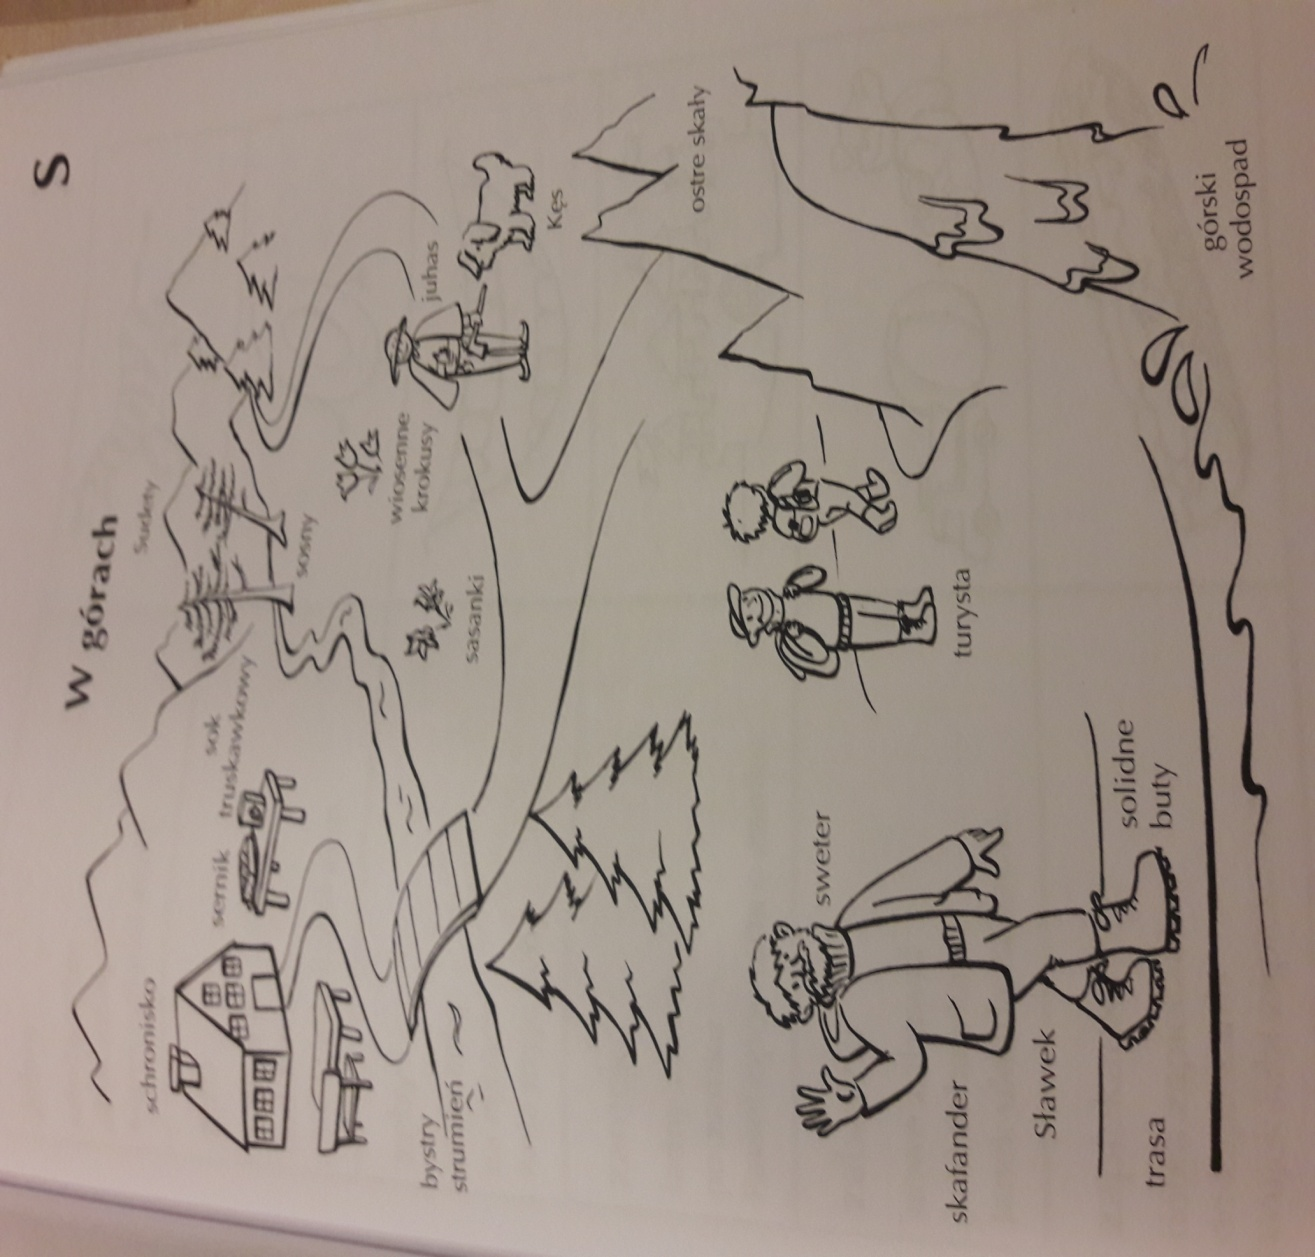 s
W górach
Sudety
schronisko
sernik
sok
truskawkowy
sosny
wiosenne
krokusy
juhas
Kęs
sasanki
bystry
strumień
ostre skały
turysta
sweter
skafander
Sławek
solidne
buty
trasa
górski
wodospad